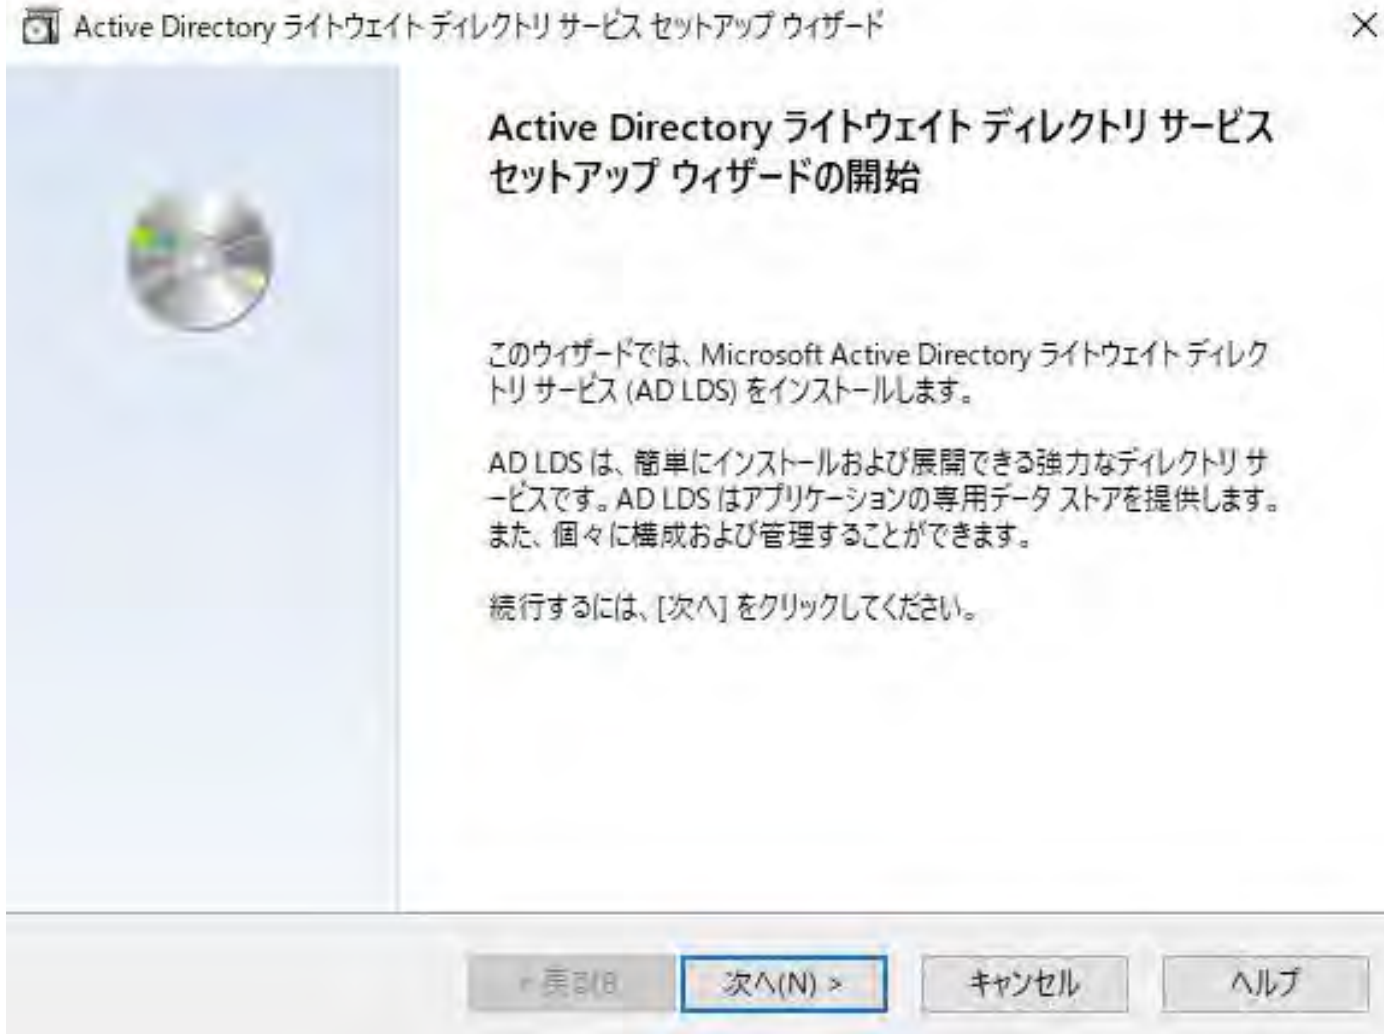 Active Directory ライトウェイト ディレクトリ サービス セットアップ ウィザード
Active Directory ライトウェイト ディレクトリ サービス
セットアップ ウィザードの開始
このウィザードでは、Microsoft Active Directory ライトウェイト ディレク
トリ サービス (AD LDS) をインストールします。
AD LDS は、簡単にインストールおよび展開できる強力なディレクトリ サ
ービスです。AD LDS はアプリケーションの専用データ ストアを提供します。
また、個々に構成および管理することができます。
続行するには、[次へ] をクリックしてください。
< 戻る(B 次へ(N) > キャンセル ヘルプ